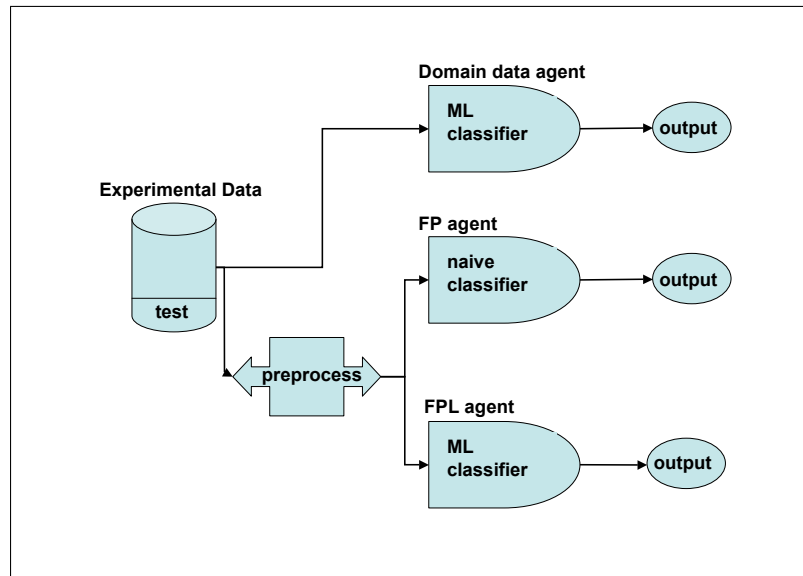 Domain data agent
ML
classifier
output
Experimental Data
test
FP agent
naive
classifier
output
preprocess
FPL agent
ML
classifier
output